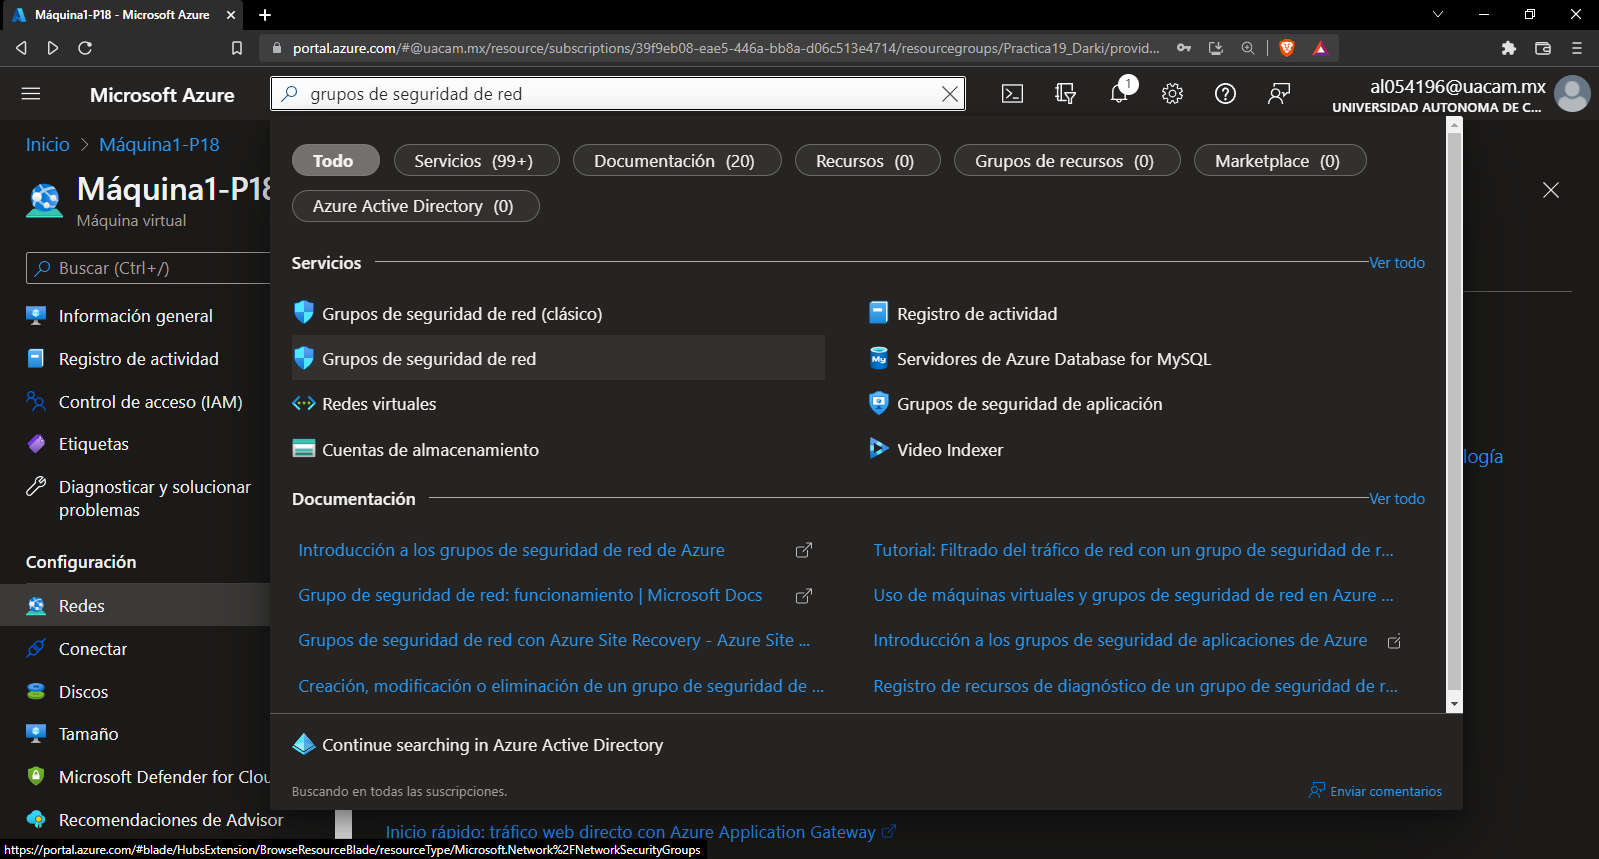 Máquina1-P18 - Microsoft Azure
portal.azure.com/#@uacam.mx/resource/subscriptions/39f9eb08-eae5-446a-bb8a-d06c513e4714/resourcegroups/Practica19_Darki/provid...
Microsoft Azure
grupos de seguridad de red
1
al054196@uacam.mx
UNIVERSIDAD AUTONOMA DE C...
Inicio > Máquina1-P18
Máquina1-P18
Máquina virtual
Buscar (Ctrl+/)
Información general
Registro de actividad
Control de acceso (IAM)
Etiquetas
Diagnosticar y solucionar
problemas
Configuración
Redes
Conectar
Discos
Tamaño
Microsoft Defender for Clou
Recomendaciones de Advisor
Todo
Servicios (99+)
Documentación (20)
Recursos (0)
Grupos de recursos (0)
Marketplace (0)
Azure Active Directory (0)
Servicios
Ver todo
Grupos de seguridad de red (clásico)
Registro de actividad
Grupos de seguridad de red
Servidores de Azure Database for MySQL
Redes virtuales
Grupos de seguridad de aplicación
Cuentas de almacenamiento
Video Indexer
Documentación
Ver todo
Introducción a los grupos de seguridad de red de Azure
Tutorial: Filtrado del tráfico de red con un grupo de seguridad de r...
Grupo de seguridad de red: funcionamiento | Microsoft Docs
Uso de máquinas virtuales y grupos de seguridad de red en Azure ...
Grupos de seguridad de red con Azure Site Recovery - Azure Site ...
Introducción a los grupos de seguridad de aplicaciones de Azure
Creación, modificación o eliminación de un grupo de seguridad de ...
Registro de recursos de diagnóstico de un grupo de seguridad de r...
Continue searching in Azure Active Directory
Buscando en todas las suscripciones.
Enviar comentarios
logía
Inicio rápido: tráfico web directo con Azure Application Gateway
https://portal.azure.com/#blade/HubsExtension/BrowseResourceBlade/resourceType/Microsoft.Network%2FNetworkSecurityGroups